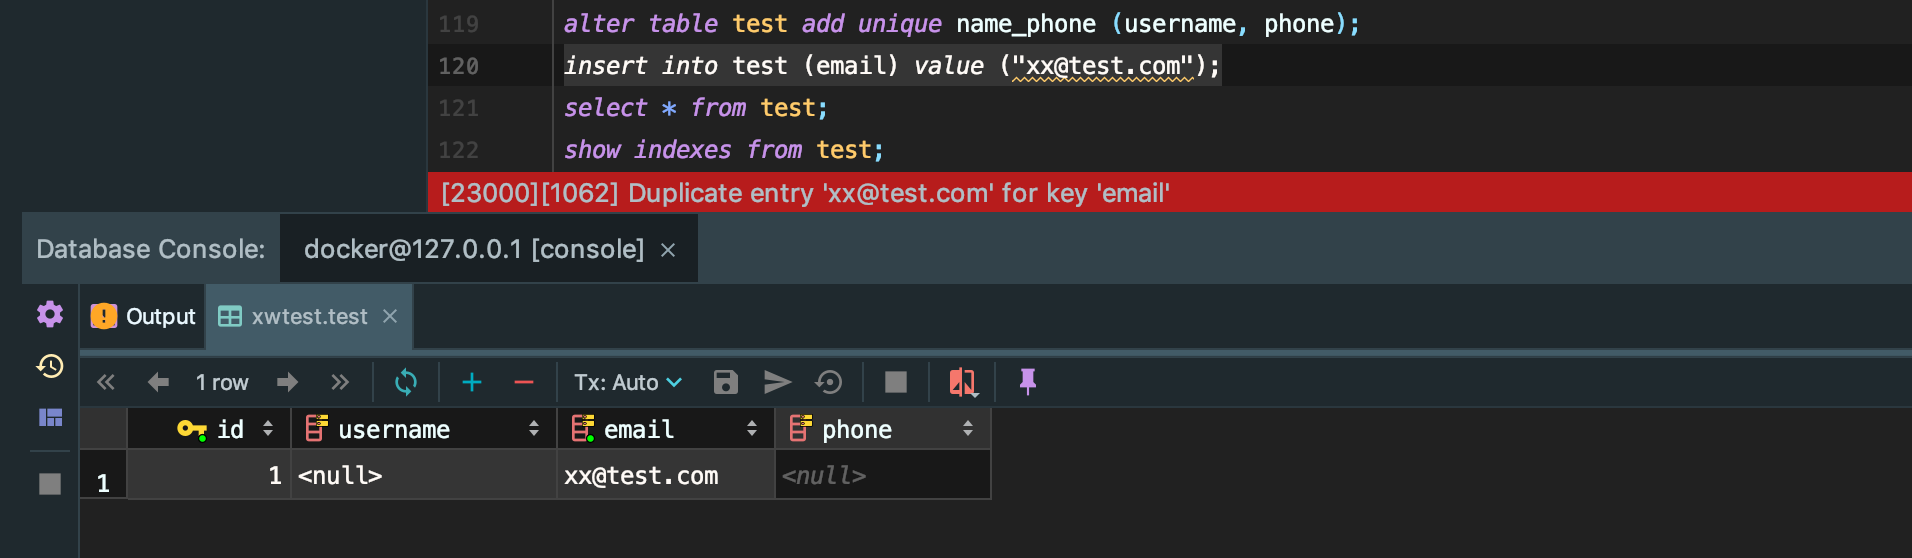 119 alter table test add unique name_phone (username, phone);
120 insert into test (email) value ("xx@test.com");
121 select * from test;
122 show indexes from test;
[23000][1062] Duplicate entry 'xx@test.com' for key 'email'
Database Console: docker@127.0.0.1 [console] ×
Output xwtest.test ×
1 row Tx: Auto
id username email phone
1 1 <null> xx@test.com <null>